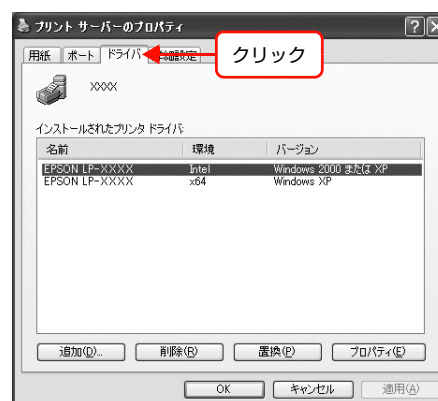 プリント サーバーのプロパティ
用紙 ポート ドライバ 詳細設定
クリック
XXXX
インストールされたプリンタ ドライバ:
名前 環境 バージョン
EPSON LP-XXXX Intel Windows 2000 または XP
EPSON LP-XXXX x64 Windows XP
追加(D)... 削除(R) 置換(P) プロパティ(E)
OK キャンセル 適用(A)